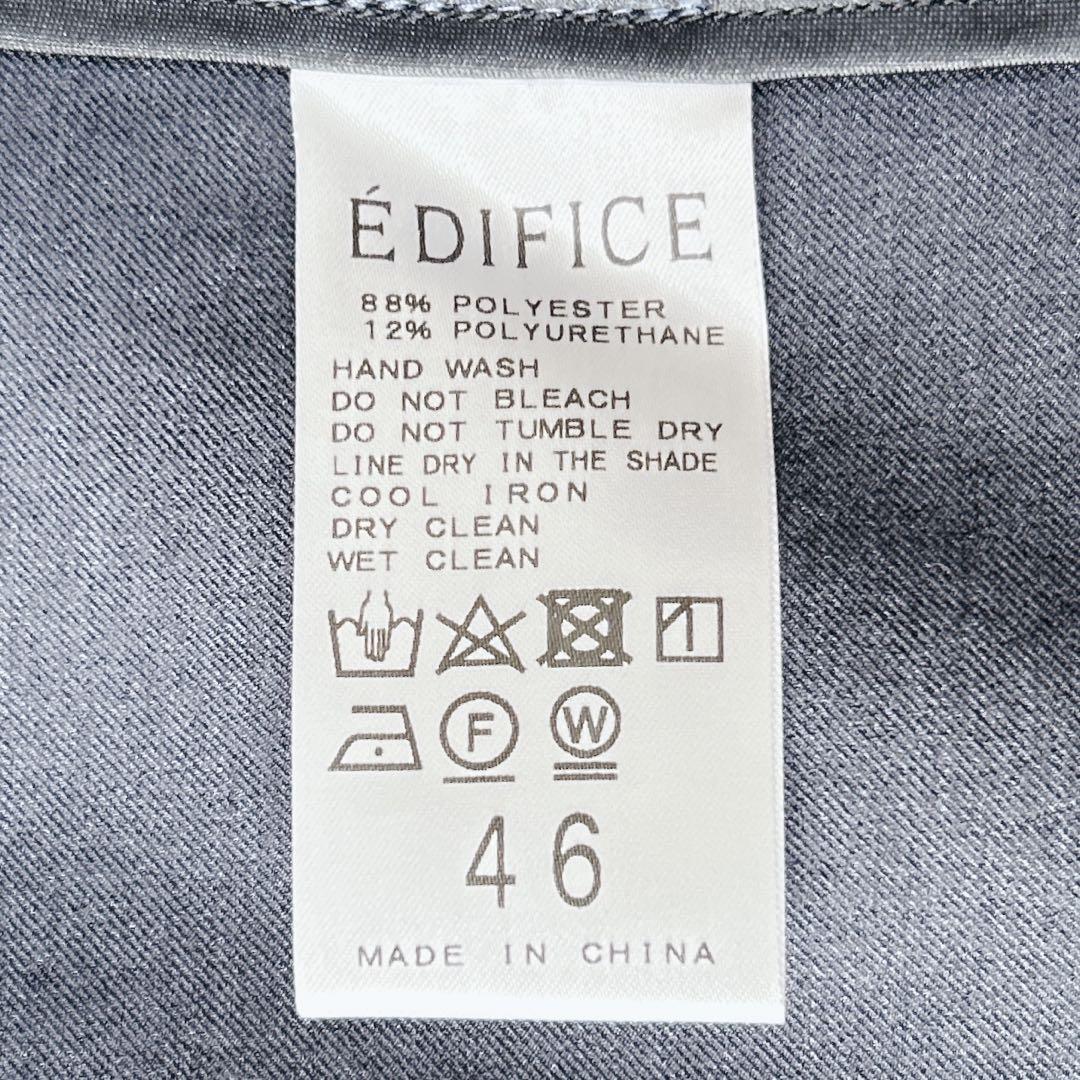 ÉDIFICE
88% POLYESTER
12% POLYURETHANE
HAND WASH
DO NOT BLEACH
DO NOT TUMBLE DRY
LINE DRY IN THE SHADE
COOL IRON
DRY CLEAN
WET CLEAN
F W
46
MADE IN CHINA